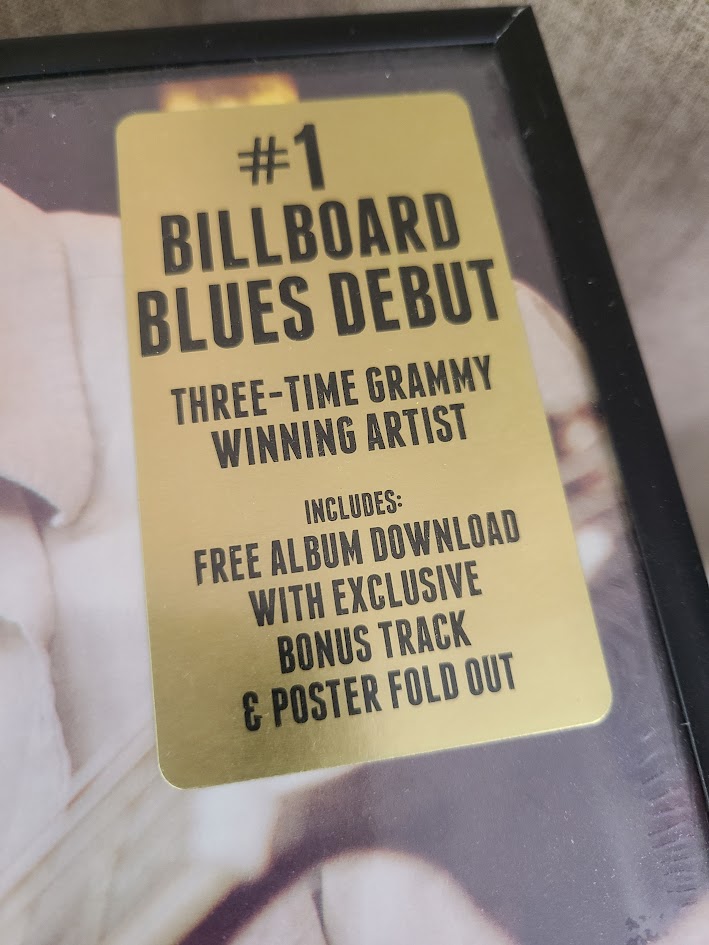 #1
BILLBOARD
BLUES DEBUT
THREE-TIME GRAMMY
WINNING ARTIST
INCLUDES:
FREE ALBUM DOWNLOAD
WITH EXCLUSIVE
BONUS TRACK
& POSTER FOLD OUT